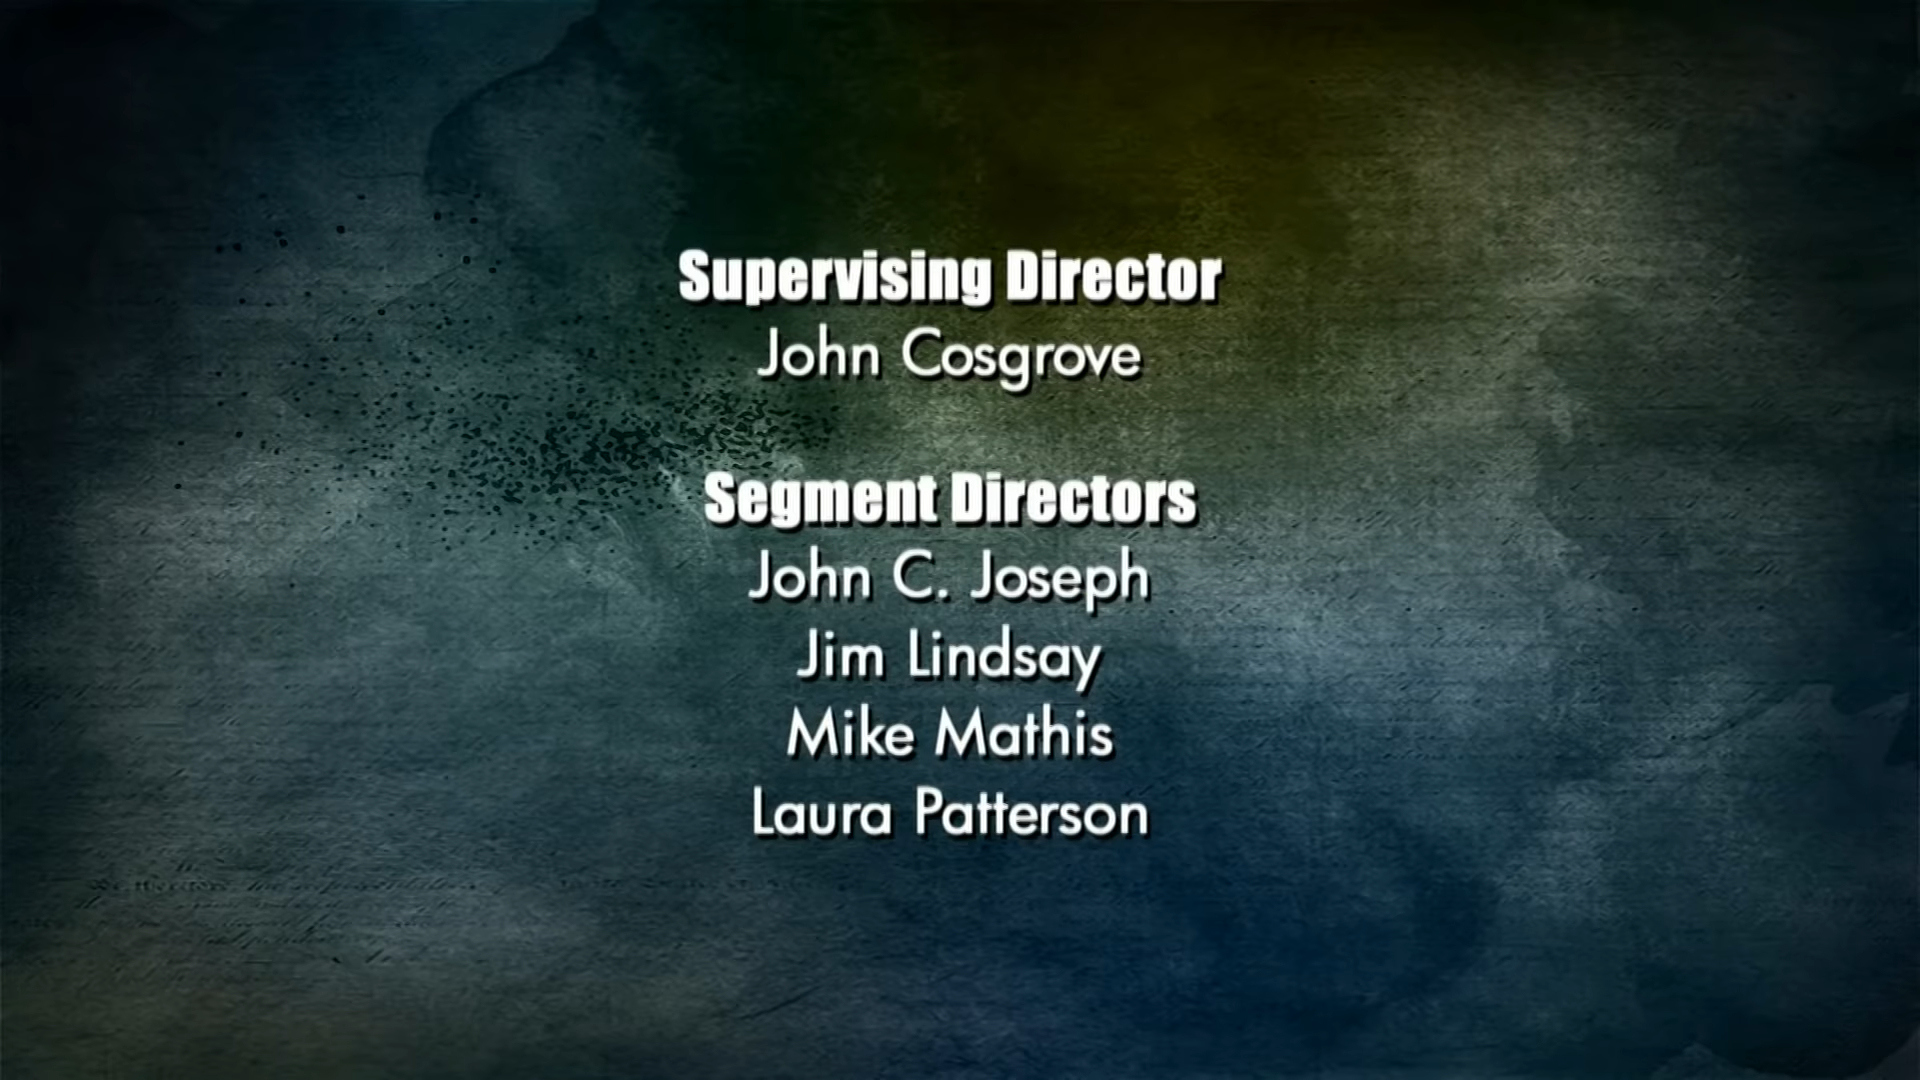 Supervising Director
John Cosgrove
Segment Directors
John C. Joseph
Jim Lindsay
Mike Mathis
Laura Patterson